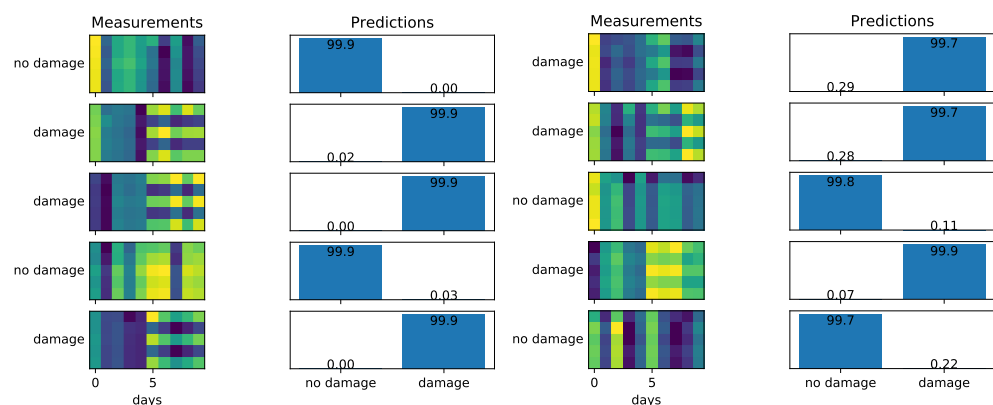 Measurements
Predictions
no damage
99.9
0.00
damage
0.02
99.9
damage
0.00
99.9
no damage
99.9
0.03
damage
0.00
99.9
0
5
days
no damage
damage
Measurements
Predictions
damage
0.29
99.7
damage
0.28
99.7
no damage
99.8
0.11
damage
0.07
99.9
no damage
99.7
0.22
0
5
days
no damage
damage